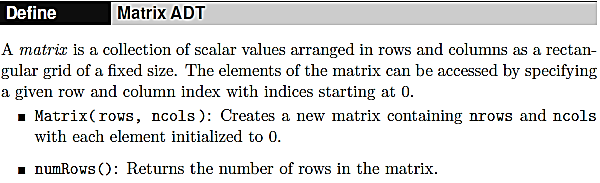 Define Matrix ADT
A matrix is a collection of scalar values arranged in rows and columns as a rectan-
gular grid of a fixed size. The elements of the matrix can be accessed by specifying
a given row and column index with indices starting at 0.
■ Matrix( rows, ncols ): Creates a new matrix containing nrows and ncols
with each element initialized to 0.
■ numRows(): Returns the number of rows in the matrix.